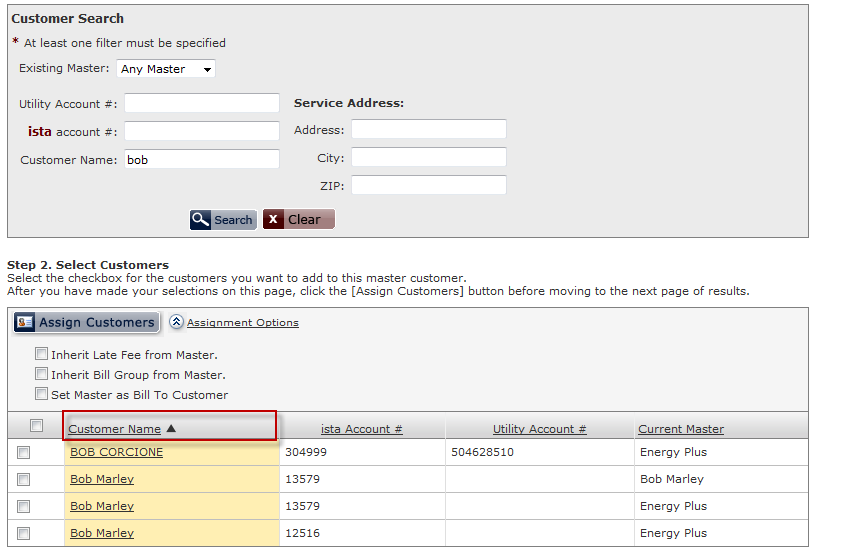 Customer Search
* At least one filter must be specified
Existing Master: Any Master
Utility Account #:
Service Address:
ista account #:
Address:
Customer Name: bob
City:
ZIP:
Search X Clear
Step 2. Select Customers
Select the checkbox for the customers you want to add to this master customer.
After you have made your selections on this page, click the [Assign Customers] button before moving to the next page of results.
Assign Customers Assignment Options
Inherit Late Fee from Master.
Inherit Bill Group from Master.
Set Master as Bill To Customer
Customer Name ▲ ista Account # Utility Account # Current Master
BOB CORCIONE 304999 504628510 Energy Plus
Bob Marley 13579 Bob Marley
Bob Marley 13579 Energy Plus
Bob Marley 12516 Energy Plus